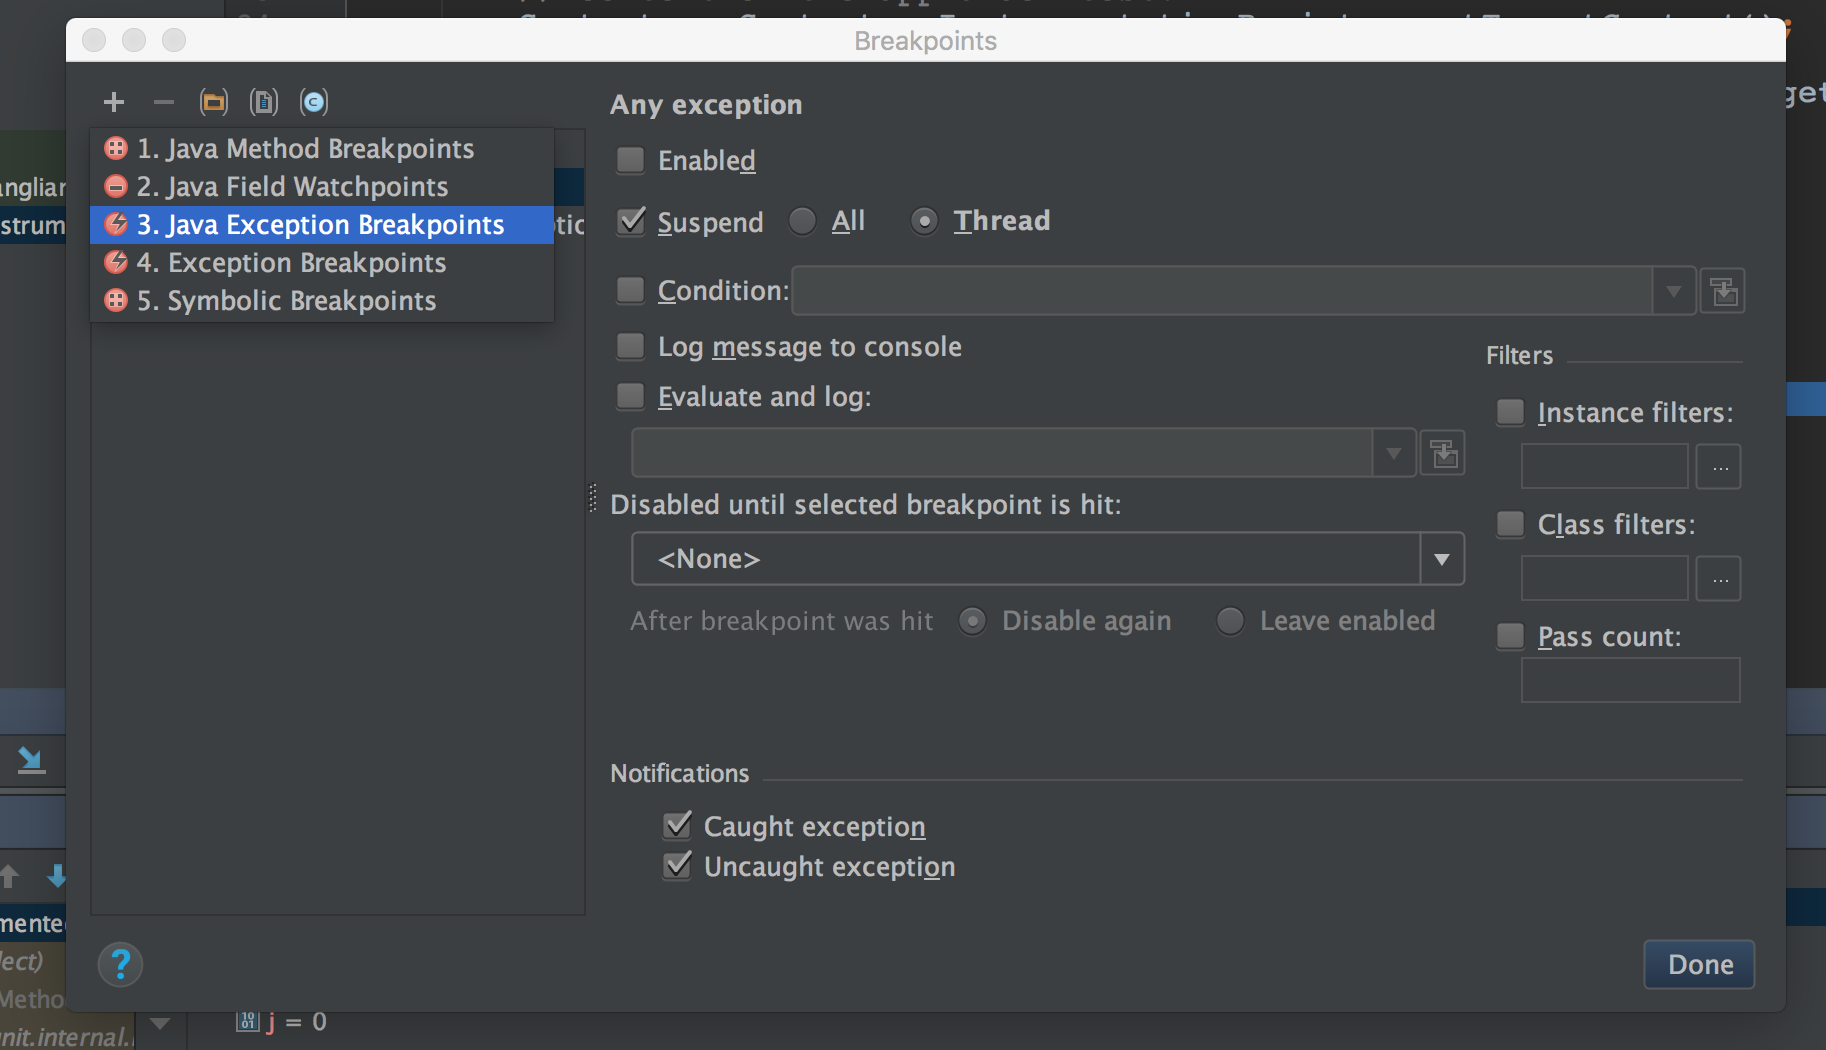 Breakpoints
get
anglian
strum
1. Java Method Breakpoints
2. Java Field Watchpoints
3. Java Exception Breakpoints
4. Exception Breakpoints
5. Symbolic Breakpoints
Any exception
Enabled
Suspend All Thread
Condition:
Log message to console
Evaluate and log:
Disabled until selected breakpoint is hit:
<None>
After breakpoint was hit Disable again Leave enabled
Filters
Instance filters:
...
Class filters:
...
Pass count:
Notifications
Caught exception
Uncaught exception
?
Done
mente
ject)
Metho
nit.internal.
j = 0